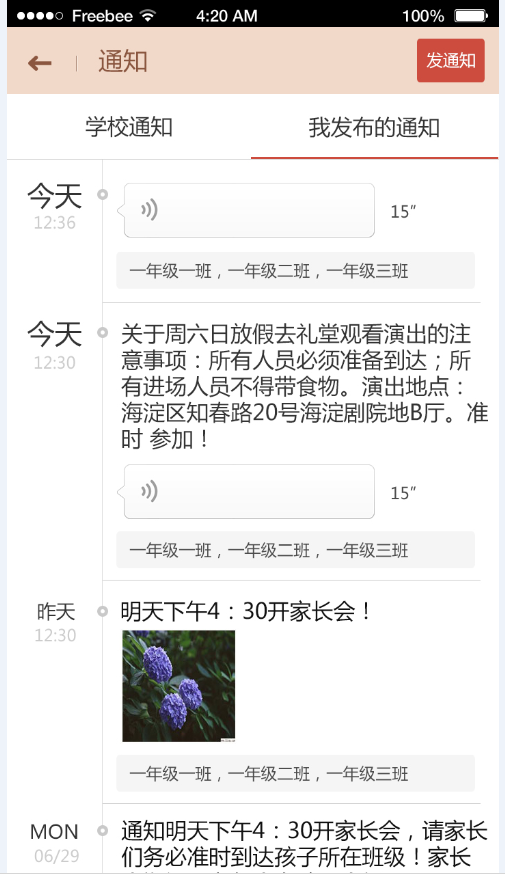 Freebee 4:20 AM 100%
通知 发通知
学校通知 我发布的通知
今天
12:36
15″
一年级一班，一年级二班，一年级三班
今天
12:30
关于周六日放假去礼堂观看演出的注
意事项：所有人员必须准备到达；所
有进场人员不得带食物。演出地点：
海淀区知春路20号海淀剧院地B厅。准
时 参加！
15″
一年级一班，一年级二班，一年级三班
昨天
12:30
明天下午4：30开家长会！
一年级一班，一年级二班，一年级三班
MON
06/29
通知明天下午4：30开家长会，请家长
们务必准时到达孩子所在班级！家长